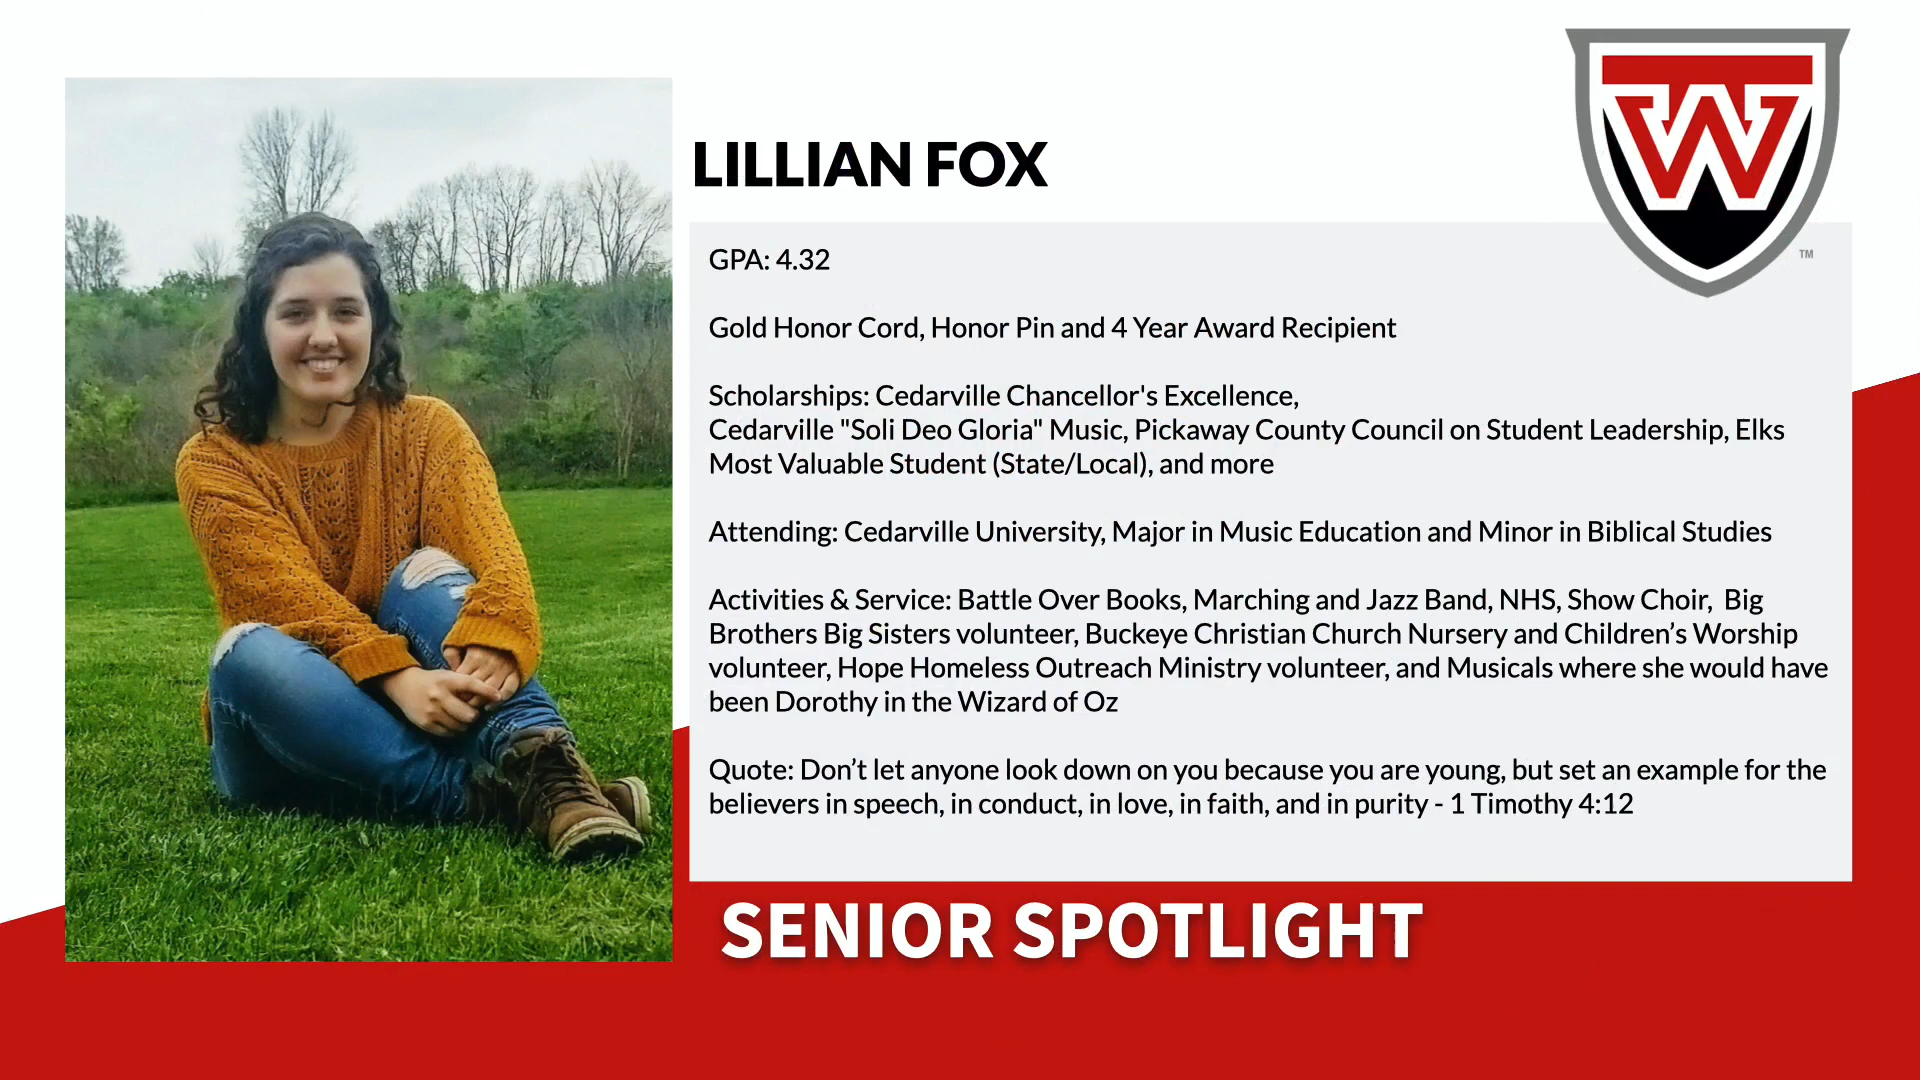 LILLIAN FOX
TW
TM
GPA: 4.32
Gold Honor Cord, Honor Pin and 4 Year Award Recipient
Scholarships: Cedarville Chancellor's Excellence,
Cedarville "Soli Deo Gloria" Music, Pickaway County Council on Student Leadership, Elks
Most Valuable Student (State/Local), and more
Attending: Cedarville University, Major in Music Education and Minor in Biblical Studies
Activities & Service: Battle Over Books, Marching and Jazz Band, NHS, Show Choir,  Big
Brothers Big Sisters volunteer, Buckeye Christian Church Nursery and Children’s Worship
volunteer, Hope Homeless Outreach Ministry volunteer, and Musicals where she would have
been Dorothy in the Wizard of Oz
Quote: Don’t let anyone look down on you because you are young, but set an example for the
believers in speech, in conduct, in love, in faith, and in purity - 1 Timothy 4:12
SENIOR SPOTLIGHT